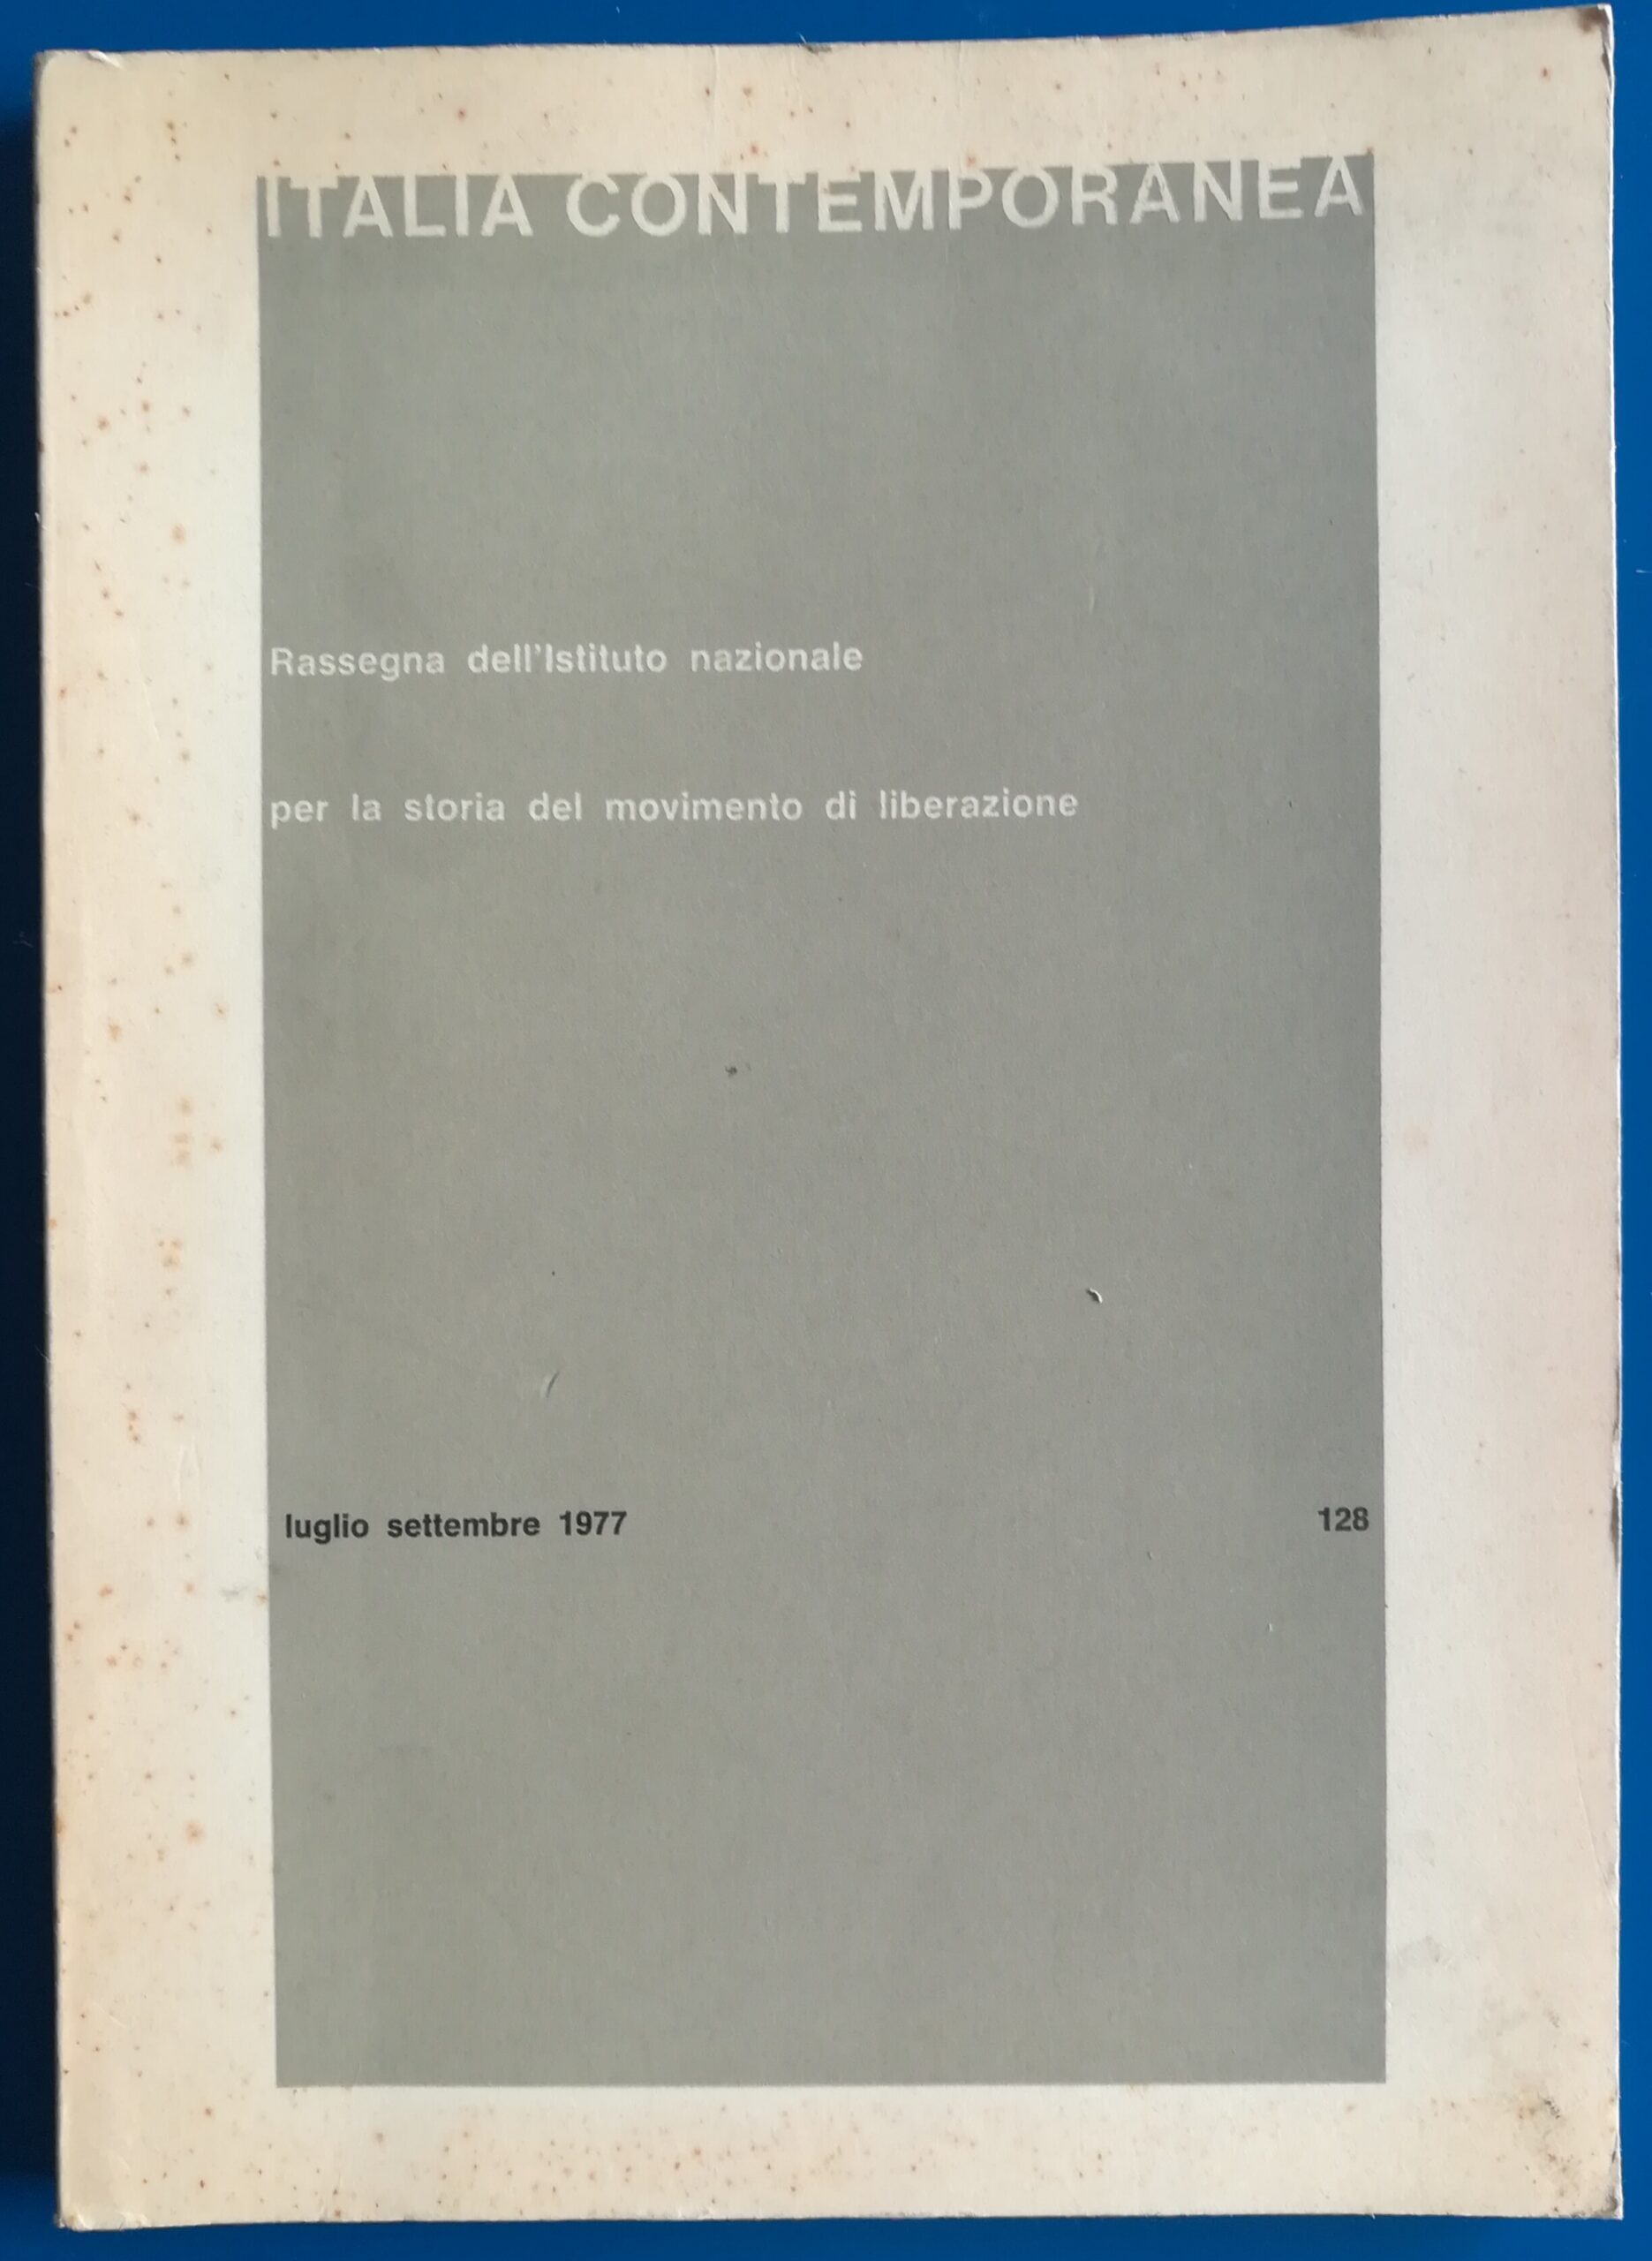 ITALIA CONTEMPORANEA
Rassegna dell'Istituto nazionale
per la storia del movimento di liberazione
luglio settembre 1977 128